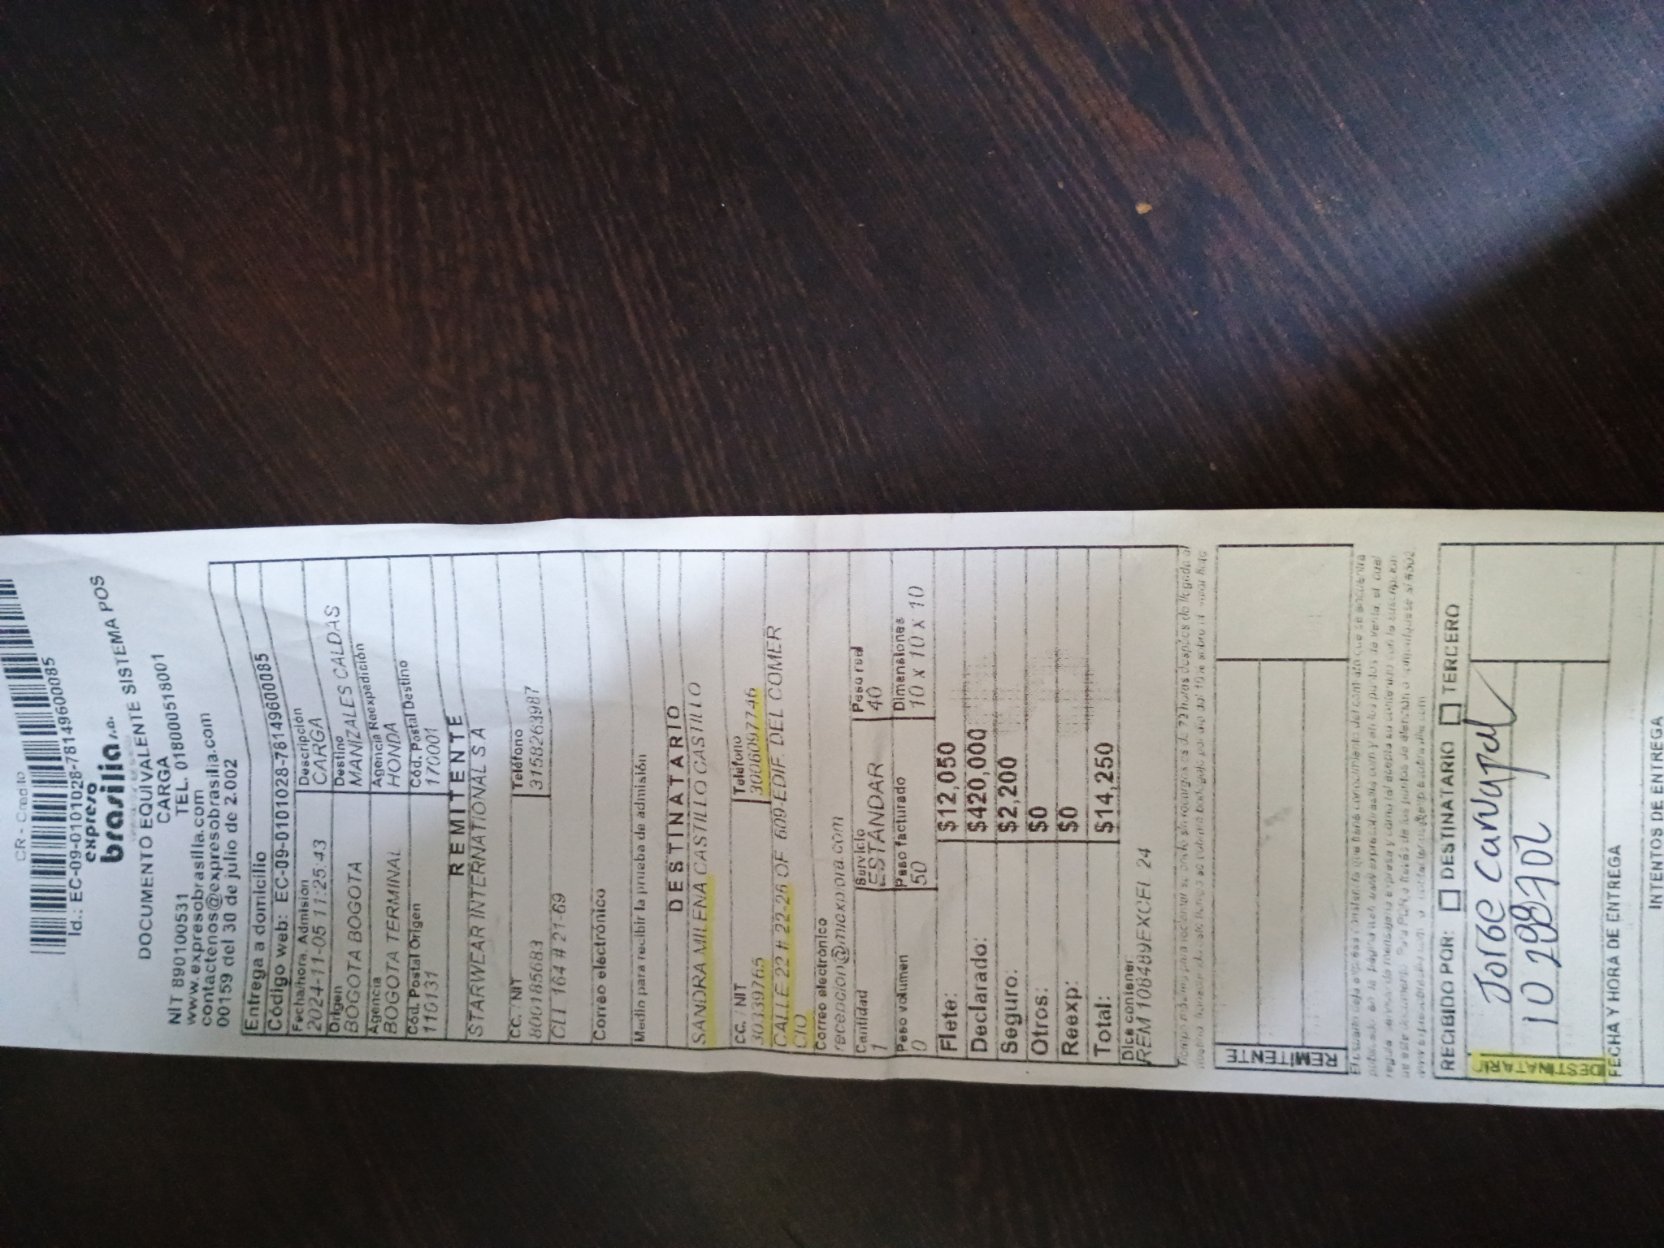 CR - Credito
Id.: EC-09-0101028-78149600085
expreso
brasilia s.a.
DOCUMENTO EQUIVALENTE SISTEMA POS
CARGA
NIT 890100531 TEL. 018000518001
www.expresobrasilia.com
contactenos@expresobrasilia.com
00159 del 30 de julio de 2.002
Entrega a domicilio
Código web: EC-09-0101028-78149600085
Fecha/hora, Admision Descripción
2024-11-05 11:25:43 CARGA
Origen Destino
BOGOTA BOGOTA MANIZALES CALDAS
Agencia Agencia Reexpedición
BOGOTA TERMINAL HONDA
Cód. Postal Origen Cód. Postal Destino
110131 170001
REMITENTE
STARWEAR INTERNATIONAL S A
CC. NIT Teléfono
800185683 3158263987
CLL 164 # 21-69
Correo electrónico
Medio para recibir la prueba de admisión
DESTINATARIO
SANDRA MILENA CASTILLO CASTILLO
CC. / NIT Teléfono
30339765 3006097746
CALLE 22 # 22-26 OF 609 EDIF. DEL COMER
CIO
Correo electrónico
Cantidad Servicio Peso real
1 ESTÁNDAR 40
Peso volumen Peso facturado Dimensiones
0 50 10 x 10 x 10
Flete: $12,050
Declarado: $420,000
Seguro: $2,200
Otros: $0
Reexp: $0
Total: $14,250
Dice contener
REM 108489EXCEL 24
REMITENTE
RECIBIDO POR: DESTINATARIO TERCERO
Jorge Carvajal
DESTINATARI
FECHA Y HORA DE ENTREGA
INTENTOS DE ENTREGA